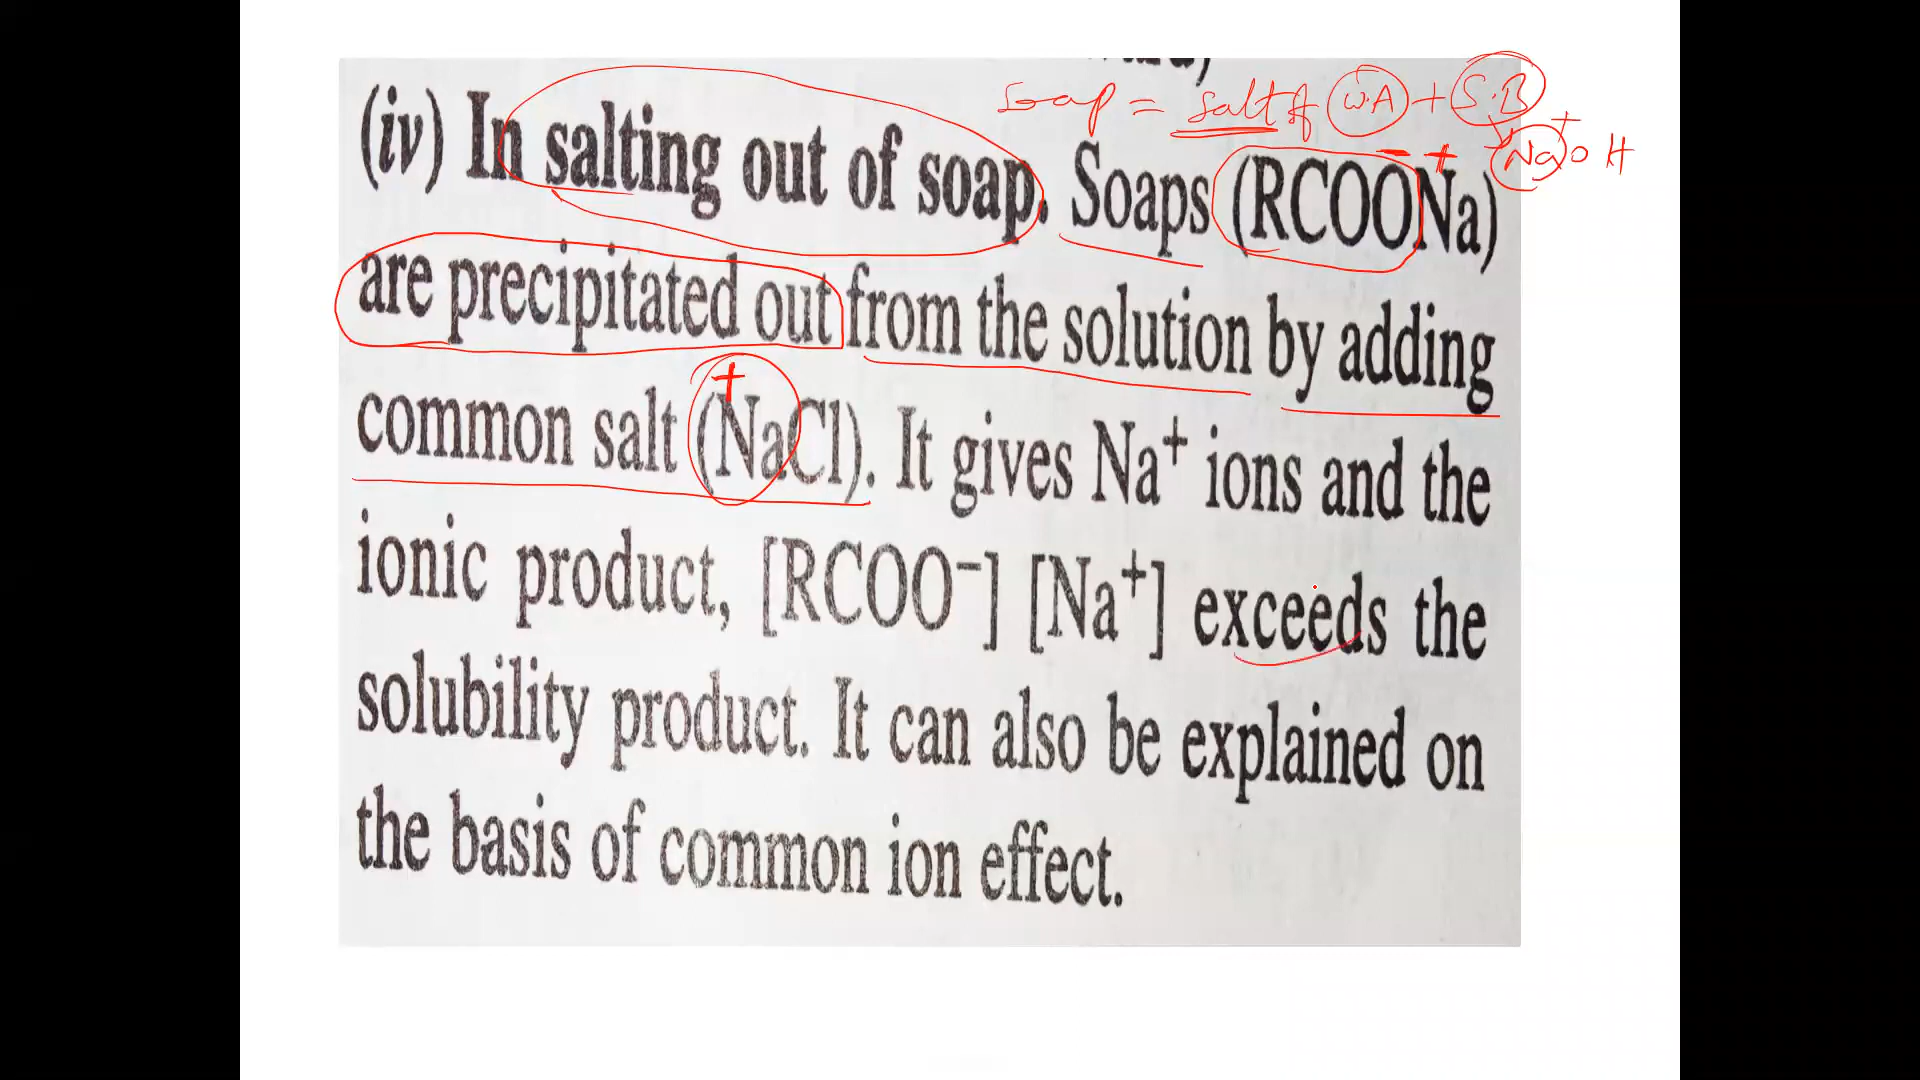 soap = salt of W.A + S.B
+
NaOH
(iv) In salting out of soap. Soaps (RCOONa)
- +
are precipitated out from the solution by adding
+
common salt (NaCl). It gives Na⁺ ions and the
ionic product, [RCOO⁻] [Na⁺] exceeds the
solubility product. It can also be explained on
the basis of common ion effect.